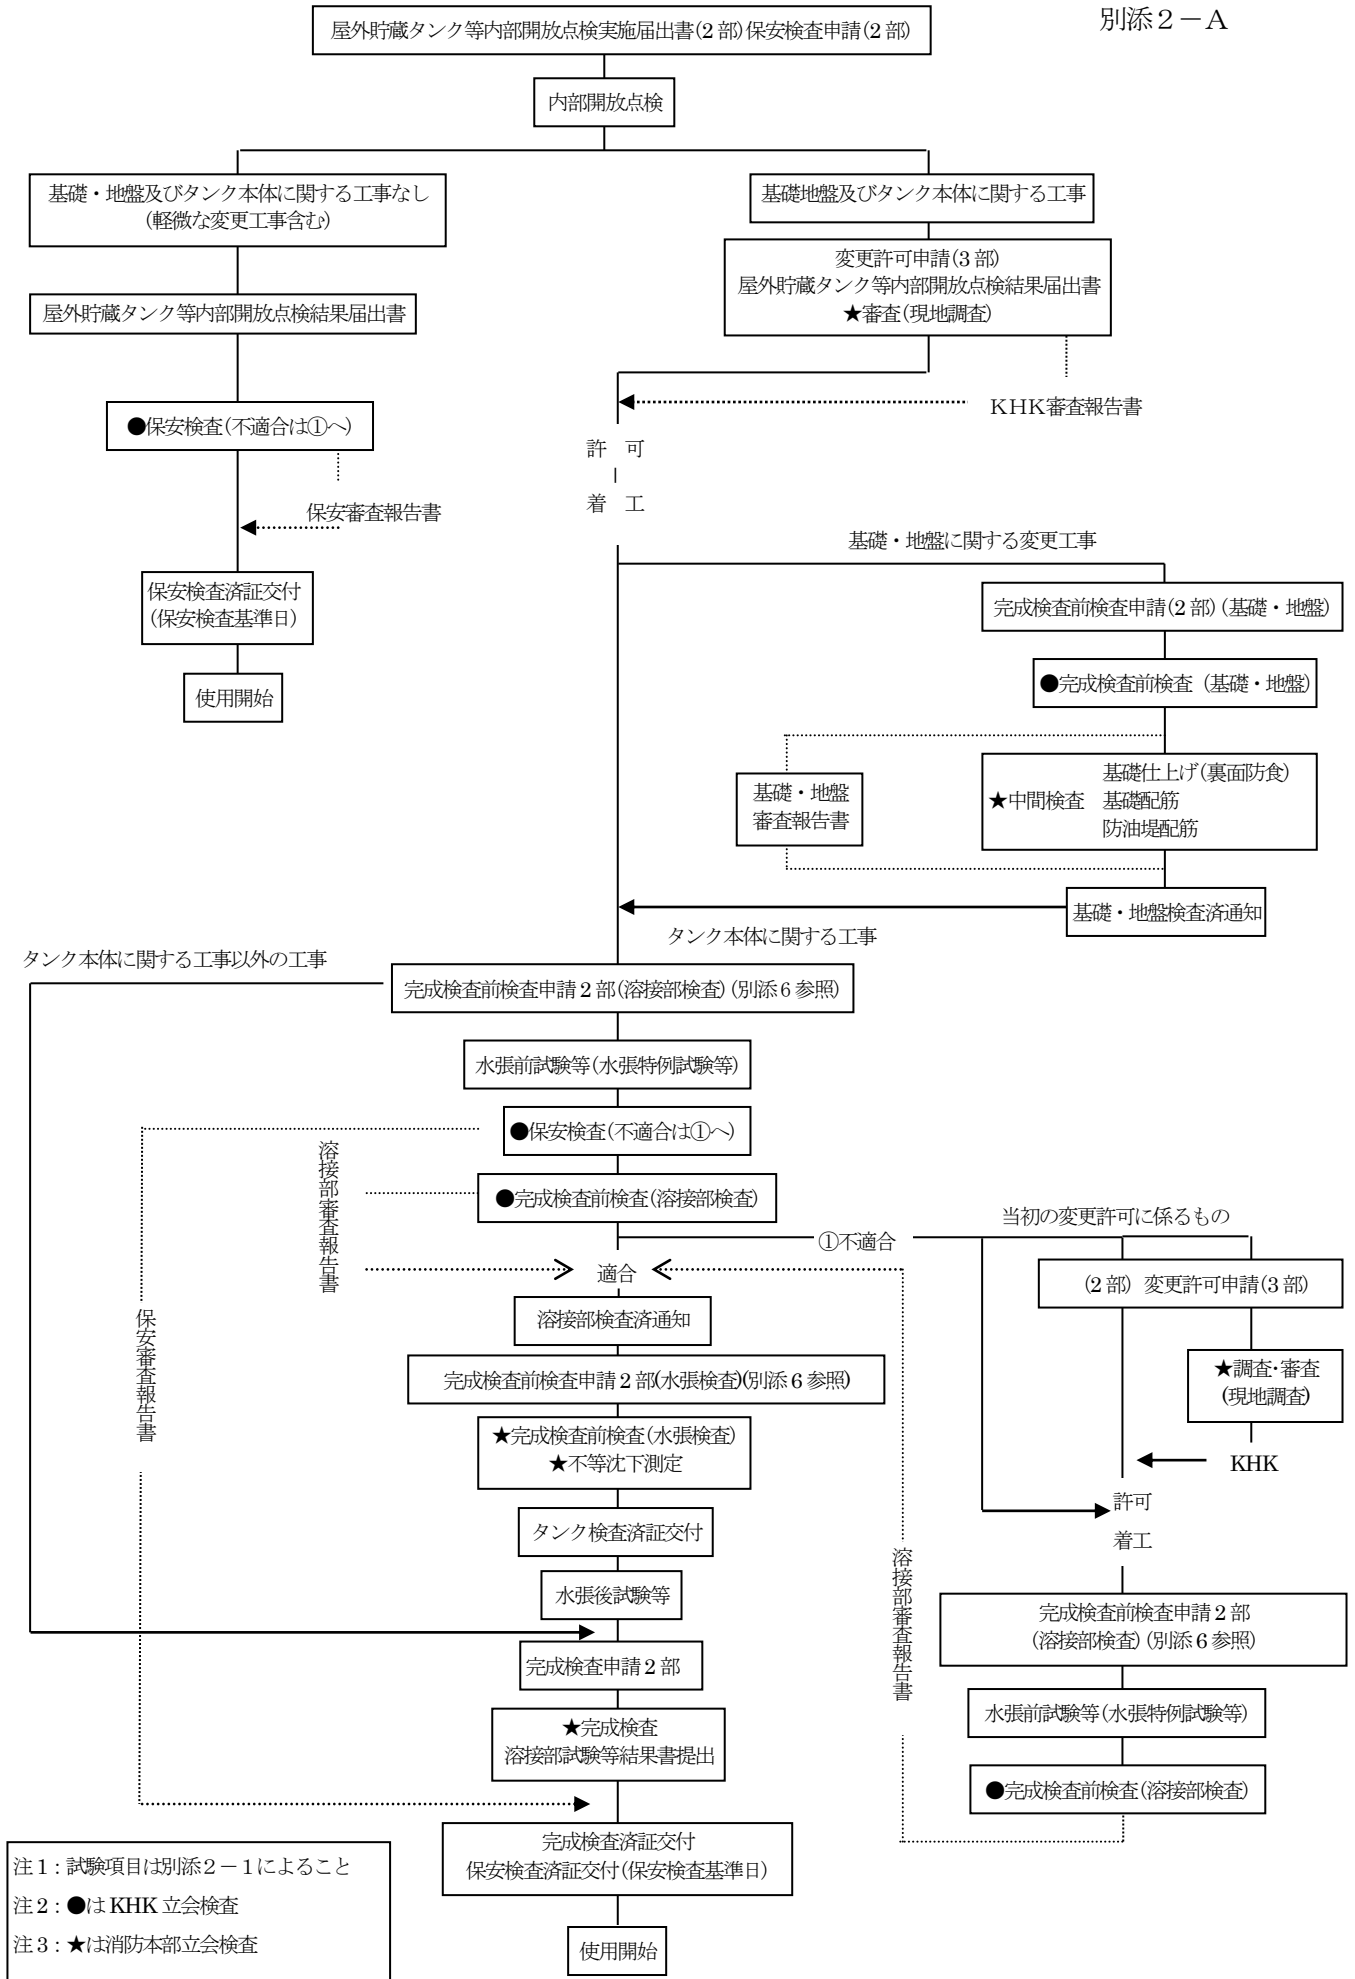 別添２－Ａ
屋外貯蔵タンク等内部開放点検実施届出書(2部)保安検査申請(2部)
内部開放点検
基礎・地盤及びタンク本体に関する工事なし
(軽微な変更工事含む)
屋外貯蔵タンク等内部開放点検結果届出書
●保安検査(不適合は①へ)
保安審査報告書
保安検査済証交付
(保安検査基準日)
使用開始
基礎地盤及びタンク本体に関する工事
変更許可申請(3部)
屋外貯蔵タンク等内部開放点検結果届出書
★審査(現地調査)
ＫＨＫ審査報告書
許　可
｜
着　工
基礎・地盤に関する変更工事
完成検査前検査申請(2部)(基礎・地盤)
●完成検査前検査 (基礎・地盤)
基礎・地盤
審査報告書
基礎仕上げ(裏面防食)
★中間検査　基礎配筋
防油堤配筋
基礎・地盤検査済通知
タンク本体に関する工事
タンク本体に関する工事以外の工事
完成検査前検査申請2部(溶接部検査)(別添6参照)
水張前試験等(水張特例試験等)
●保安検査(不適合は①へ)
溶接部審査報告書
●完成検査前検査(溶接部検査)
①不適合
当初の変更許可に係るもの
適合
(2部) 変更許可申請(3部)
溶接部検査済通知
保安審査報告書
完成検査前検査申請2部(水張検査)(別添6参照)
★調査・審査
(現地調査)
★完成検査前検査(水張検査)
★不等沈下測定
KHK
許可
着工
タンク検査済証交付
溶接部審査報告書
水張後試験等
完成検査前検査申請2部
(溶接部検査)(別添6参照)
完成検査申請2部
水張前試験等(水張特例試験等)
★完成検査
溶接部試験等結果書提出
●完成検査前検査(溶接部検査)
完成検査済証交付
保安検査済証交付(保安検査基準日)
使用開始
注1：試験項目は別添２－１によること
注2：●はKHK立会検査
注3：★は消防本部立会検査